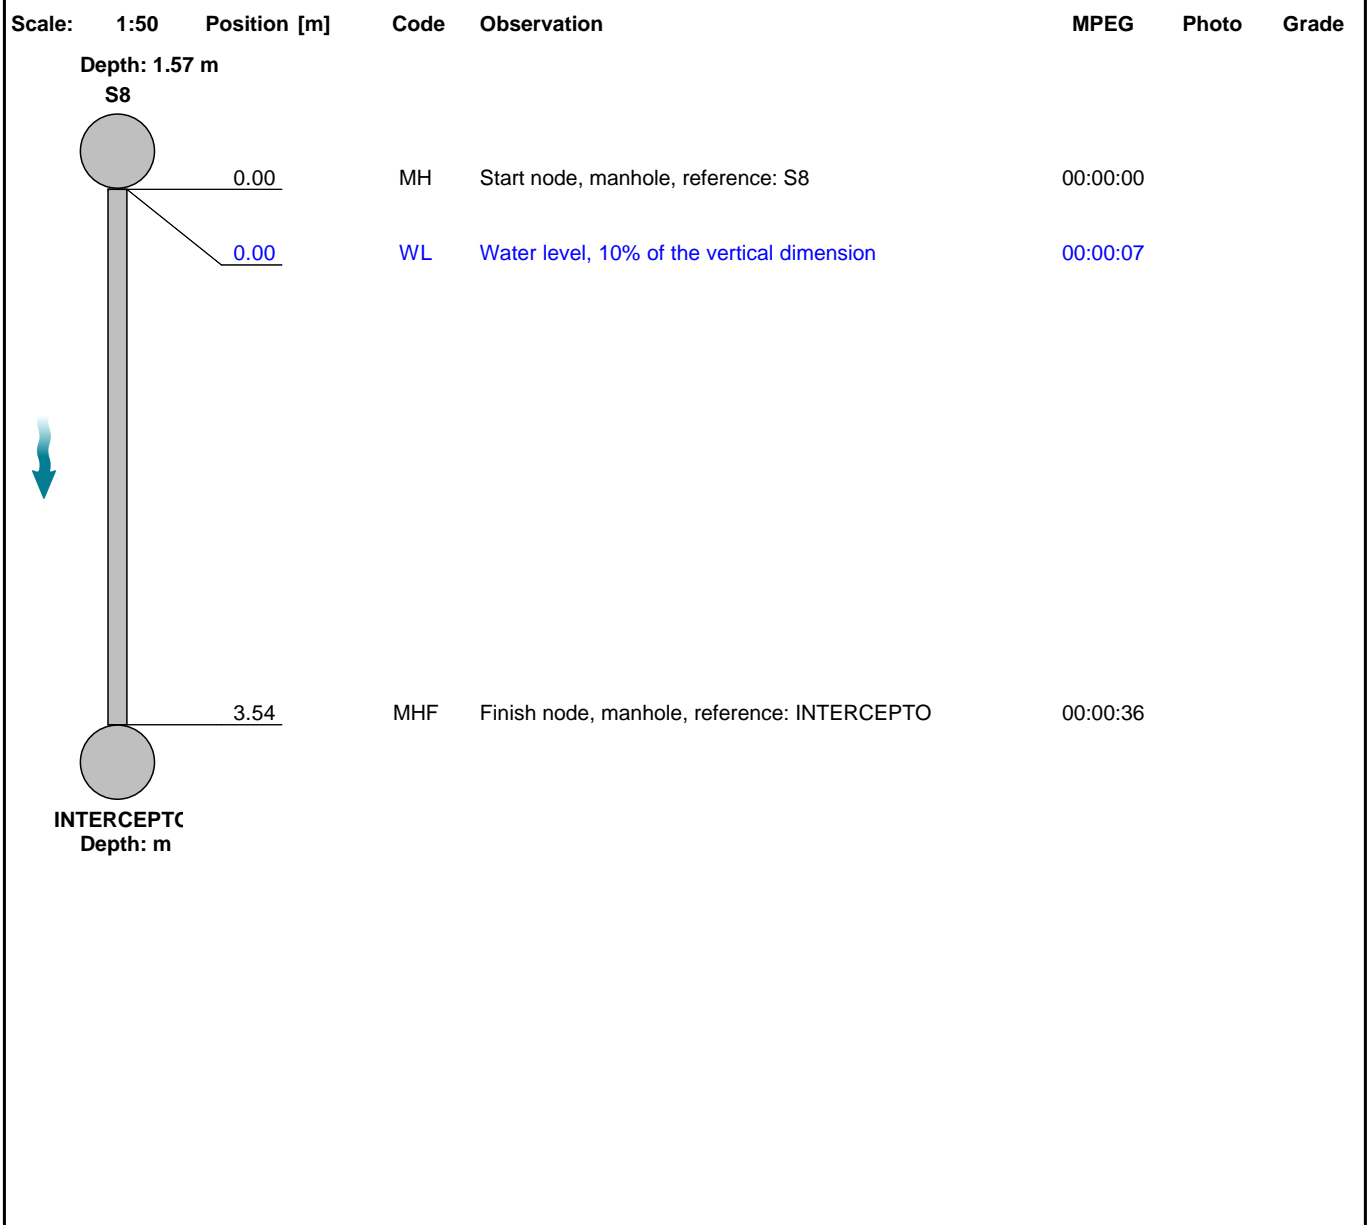 Scale: 1:50 Position [m] Code Observation MPEG Photo Grade
Depth: 1.57 m
S8
0.00 MH Start node, manhole, reference: S8 00:00:00
0.00 WL Water level, 10% of the vertical dimension 00:00:07
3.54 MHF Finish node, manhole, reference: INTERCEPTO 00:00:36
INTERCEPTO
Depth: m